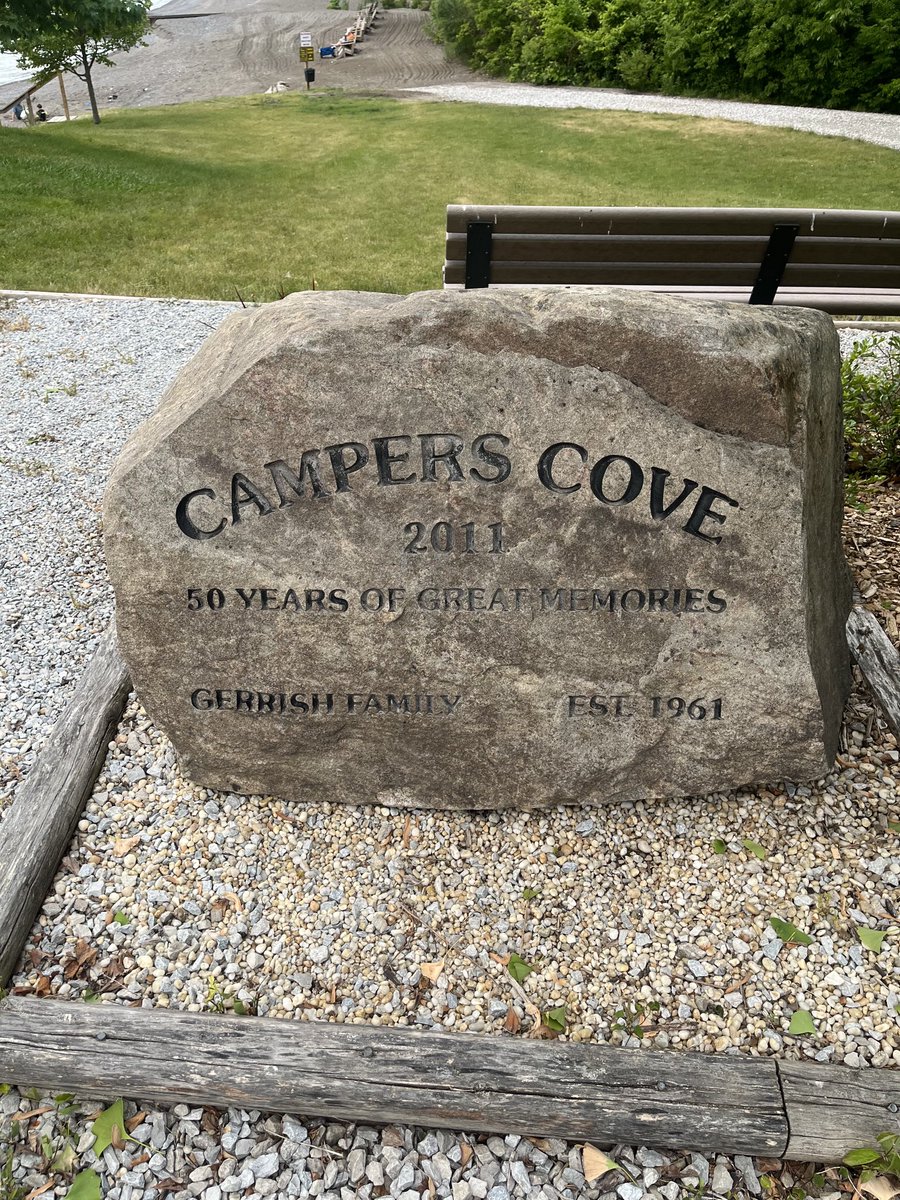 CAMPERS COVE
2011
50 YEARS OF GREAT MEMORIES
GERRISH FAMILY EST. 1961